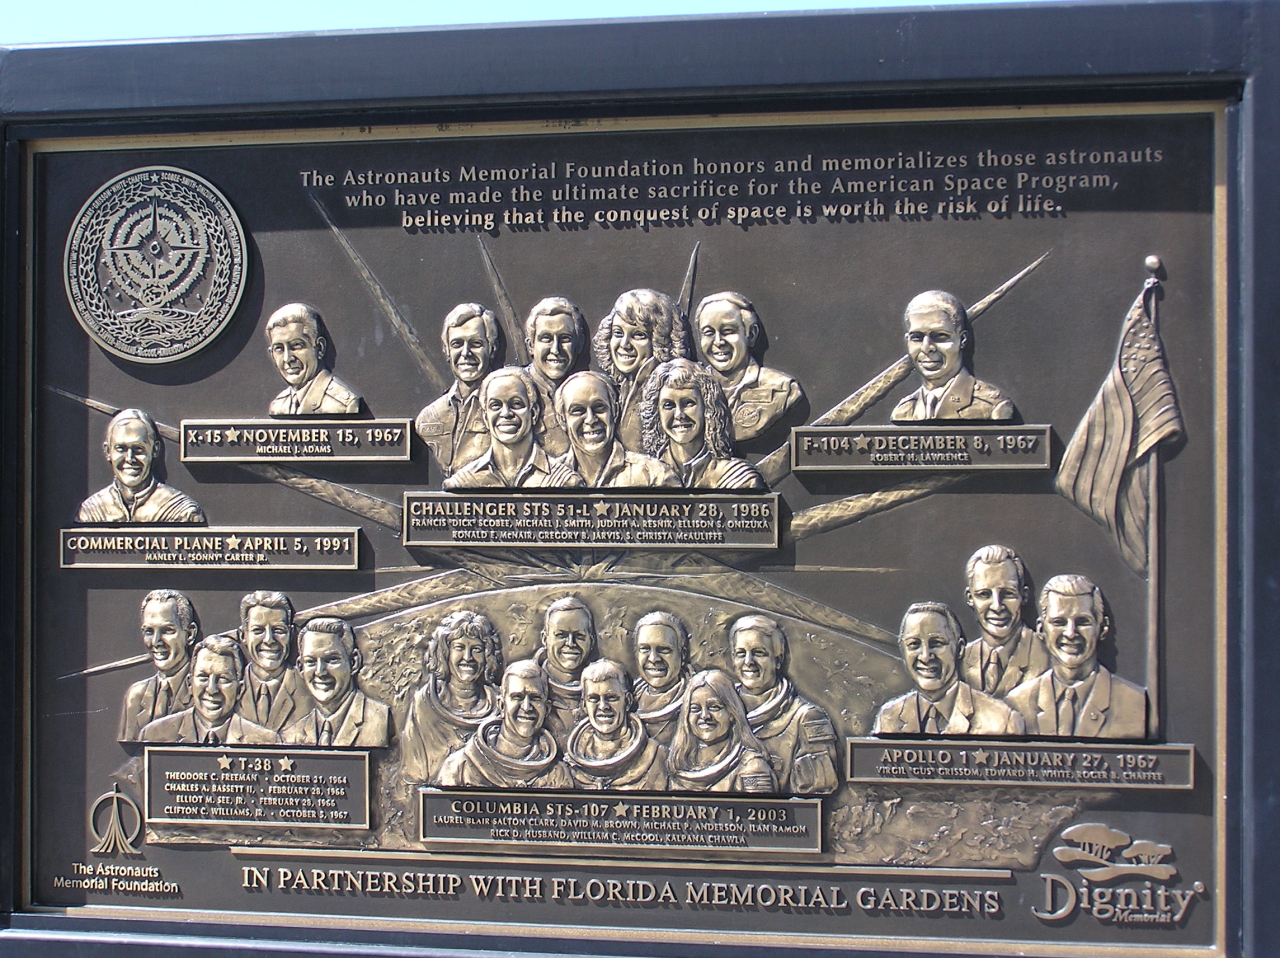 The Astronauts Memorial Foundation honors and memorializes those astronauts
who have made the ultimate sacrifice for the American Space Program,
believing that the conquest of space is worth the risk of life.
X-15★NOVEMBER 15, 1967
MICHAEL J. ADAMS
F-104★DECEMBER 8, 1967
ROBERT H. LAWRENCE
CHALLENGER STS 51-L★JANUARY 28, 1986
FRANCIS "DICK" SCOBEE, MICHAEL J. SMITH, JUDITH A. RESNIK, ELLISON S. ONIZUKA
RONALD E. McNAIR, GREGORY B. JARVIS, S. CHRISTA McAULIFFE
COMMERCIAL PLANE★APRIL 5, 1991
MANLEY L. "SONNY" CARTER JR.
★ T-38 ★
THEODORE C. FREEMAN • OCTOBER 31, 1964
CHARLES A. BASSETT II • FEBRUARY 28, 1966
ELLIOT M. SEE, JR. • FEBRUARY 28, 1966
CLIFTON C. WILLIAMS, JR. • OCTOBER 5, 1967
APOLLO 1★JANUARY 27, 1967
VIRGIL "GUS" GRISSOM, EDWARD H. WHITE, ROGER B. CHAFFEE
COLUMBIA STS-107★FEBRUARY 1, 2003
LAUREL BLAIR SALTON CLARK, DAVID M. BROWN, MICHAEL P. ANDERSON, ILAN RAMON
RICK D. HUSBAND, WILLIAM C. McCOOL, KALPANA CHAWLA
The Astronauts
Memorial Foundation
IN PARTNERSHIP WITH FLORIDA MEMORIAL GARDENS
Dignity®
Memorial